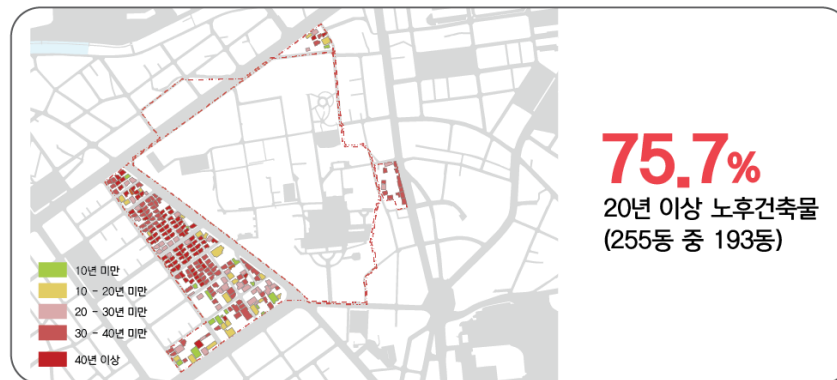 75.7%
20년 이상 노후건축물
(255동 중 193동)
10년 미만
10 - 20년 미만
20 - 30년 미만
30 - 40년 미만
40년 이상